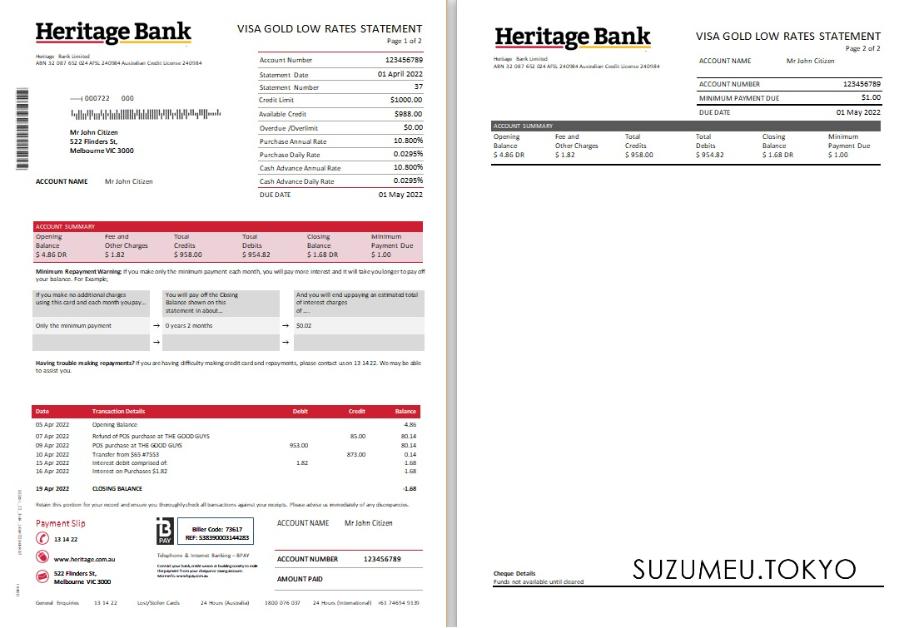 Heritage Bank
Heritage Bank Limited
ABN 32 087 652 024 AFSL 240984 Australian Credit License 240984
VISA GOLD LOW RATES STATEMENT
Page 1 of 2
Account Number 123456789
Statement Date 01 April 2022
Statement Number 37
Credit Limit $1000.00
Available Credit $988.00
Overdue /Overlimit $0.00
Purchase Annual Rate 10.800%
Purchase Daily Rate 0.0295%
Cash Advance Annual Rate 10.800%
Cash Advance Daily Rate 0.0295%
DUE DATE 01 May 2022
000722 000
Mr John Citizen
522 Flinders St,
Melbourne VIC 3000
ACCOUNT NAME Mr John Citizen
ACCOUNT SUMMARY
Opening Fee and Total Total Closing Minimum
Balance Other Charges Credits Debits Balance Payment Due
$ 4.86 DR $ 1.82 $ 958.00 $ 954.82 $ 1.68 DR $ 1.00
Minimum Repayment Warning: If you make only the minimum payment each month, you will pay more interest and it will take you longer to pay off
your balance. For Example;
If you make no additional charges You will pay off the Closing And you will end up paying an estimated total
using this card and each month you pay... Balance shown on this of interest charges
statement in about... of ....
Only the minimum payment → 0 years 2 months → $0.02
→ →
Having trouble making repayments? If you are having difficulty making credit card and repayments, please contact us on 13 14 22. We may be able
to assist you.
Date Transaction Details Debit Credit Balance
05 Apr 2022 Opening Balance 4.86
07 Apr 2022 Refund of POS purchase at THE GOOD GUYS 85.00 80.14
09 Apr 2022 POS purchase at THE GOOD GUYS 953.00 80.14
10 Apr 2022 Transfer from S65 #7553 873.00 0.14
15 Apr 2022 Interest debit comprised of: 1.82 1.68
16 Apr 2022 Interest on Purchases $1.82 -1.68
19 Apr 2022 CLOSING BALANCE -1.68
Retain this portion for your record and ensure you thoroughly check all transactions against your receipts. Please advise us immediately of any discrepancies.
Payment Slip
13 14 22
www.heritage.com.au
522 Flinders St,
Melbourne VIC 3000
B
PAY
Biller Code: 73617
REF: 5383900031442B3
Telephone & Internet Banking – BPAY
ACCOUNT NAME Mr John Citizen
ACCOUNT NUMBER 123456789
AMOUNT PAID
General Enquiries 13 14 22 Lost/Stollen Cards 24 Hours (Australia) 1800 076 037 24 Hours (International) +61 74694 9139
Heritage Bank
Heritage Bank Limited
ABN 32 087 652 024 AFSL 240984 Australian Credit License 240984
VISA GOLD LOW RATES STATEMENT
Page 2 of 2
ACCOUNT NAME Mr John Citizen
ACCOUNT NUMBER 123456789
MINIMUM PAYMENT DUE $1.00
DUE DATE 01 May 2022
ACCOUNT SUMMARY
Opening Fee and Total Total Closing Minimum
Balance Other Charges Credits Debits Balance Payment Due
$ 4.86 DR $ 1.82 $ 958.00 $ 954.82 $ 1.68 DR $ 1.00
Cheque Details
Funds not available until cleared
SUZUMEU.TOKYO